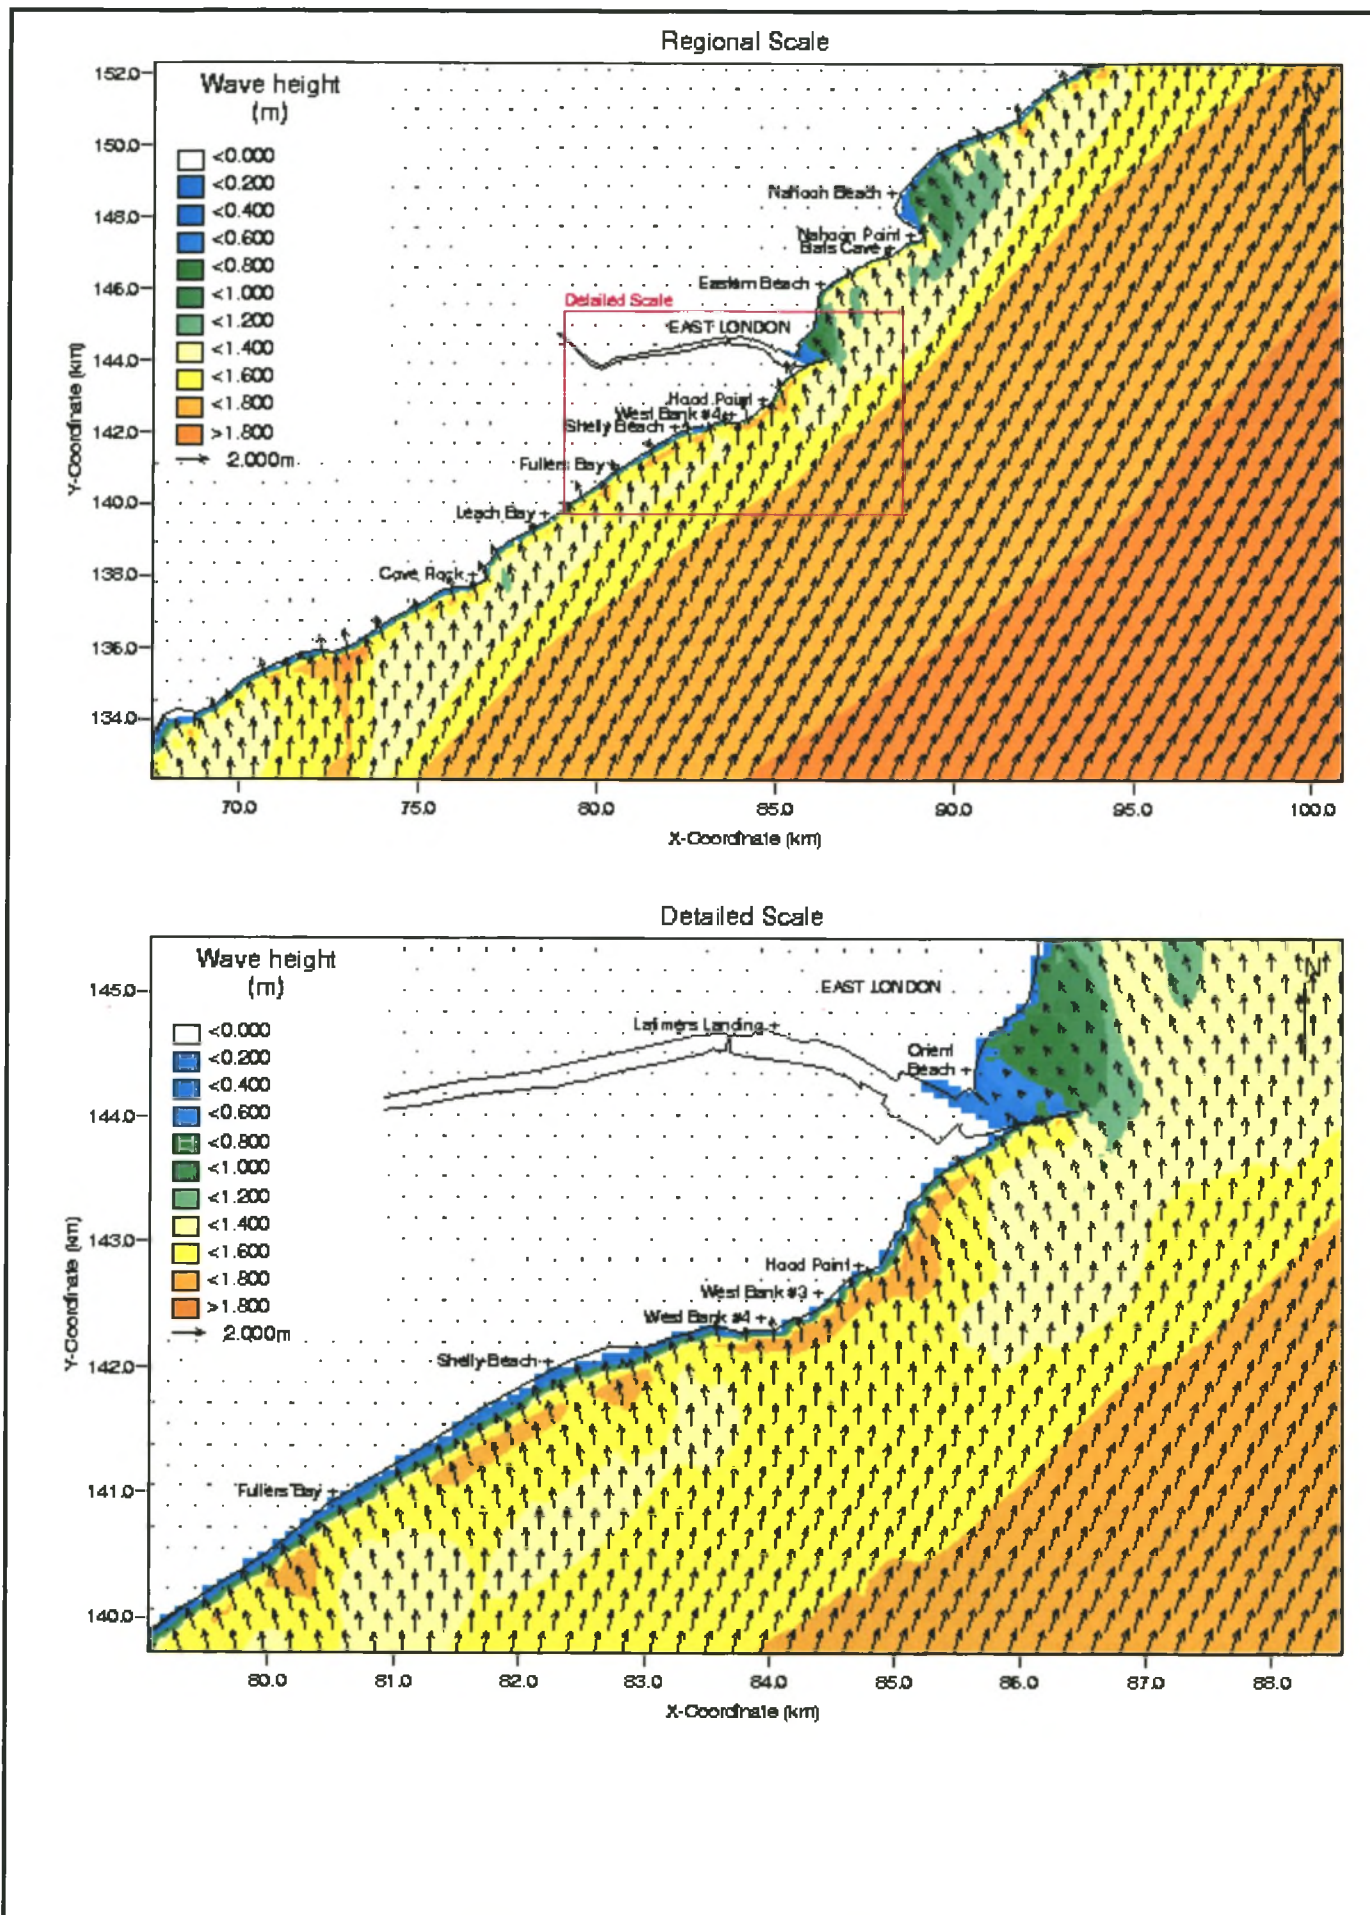 Regional Scale
Wave height
(m)
<0.000
<0.200
<0.400
<0.600
<0.800
<1.000
<1.200
<1.400
<1.600
<1.800
>1.800
2.000m
152.0
150.0
148.0
146.0
144.0
142.0
140.0
138.0
136.0
134.0
Y-Coordinate (km)
Nahoon Beach +
Nahoon Point +
Bats Cave +
Eastern Beach +
Detailed Scale
EAST LONDON
Hood Point +
West Bank #4 +
Shelly Beach +
Fullers Bay +
Leach Bay +
Cove Rock +
N
70.0 75.0 80.0 85.0 90.0 95.0 100.0
X-Coordinate (km)
Detailed Scale
Wave height
(m)
<0.000
<0.200
<0.400
<0.600
<0.800
<1.000
<1.200
<1.400
<1.600
<1.800
>1.800
2.000m
145.0
144.0
143.0
142.0
141.0
140.0
Y-Coordinate (km)
EAST LONDON
Latimers Landing +
Orient
Beach +
Hood Point +
West Bank #3 +
West Bank #4 +
Shelly Beach +
Fullers Bay +
N
80.0 81.0 82.0 83.0 84.0 85.0 86.0 87.0 88.0
X-Coordinate (km)